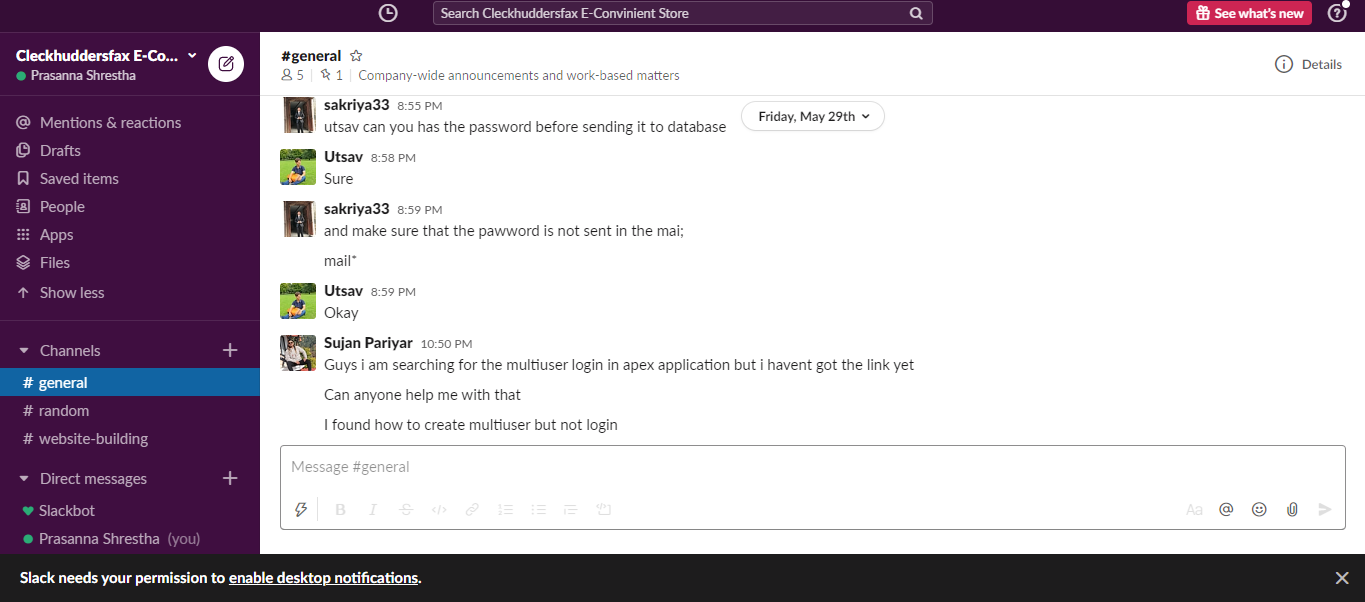 Search Cleckhuddersfax E-Convinient Store
See what's new
Cleckhuddersfax E-Co...
Prasanna Shrestha
Mentions & reactions
Drafts
Saved items
People
Apps
Files
Show less
Channels
# general
# random
# website-building
Direct messages
Slackbot
Prasanna Shrestha (you)
#general
5 | 1 | Company-wide announcements and work-based matters
Details
Friday, May 29th
sakriya33 8:55 PM
utsav can you has the password before sending it to database
Utsav 8:58 PM
Sure
sakriya33 8:59 PM
and make sure that the pawword is not sent in the mai;
mail*
Utsav 8:59 PM
Okay
Sujan Pariyar 10:50 PM
Guys i am searching for the multiuser login in apex application but i havent got the link yet
Can anyone help me with that
I found how to create multiuser but not login
Message #general
B I S </> Aa @
Slack needs your permission to enable desktop notifications.